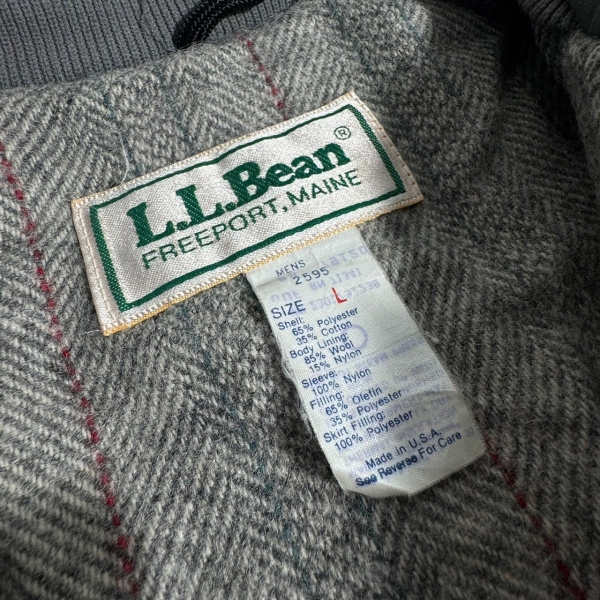 L.L.Bean®
FREEPORT, MAINE
MENS
2595
SIZE L
Shell:
65% Polyester
35% Cotton
Body Lining:
85% Wool
15% Nylon
Sleeve:
100% Nylon
Filling:
65% Olefin
35% Polyester
Skirt Filling:
100% Polyester
Made in U.S.A.
See Reverse For Care